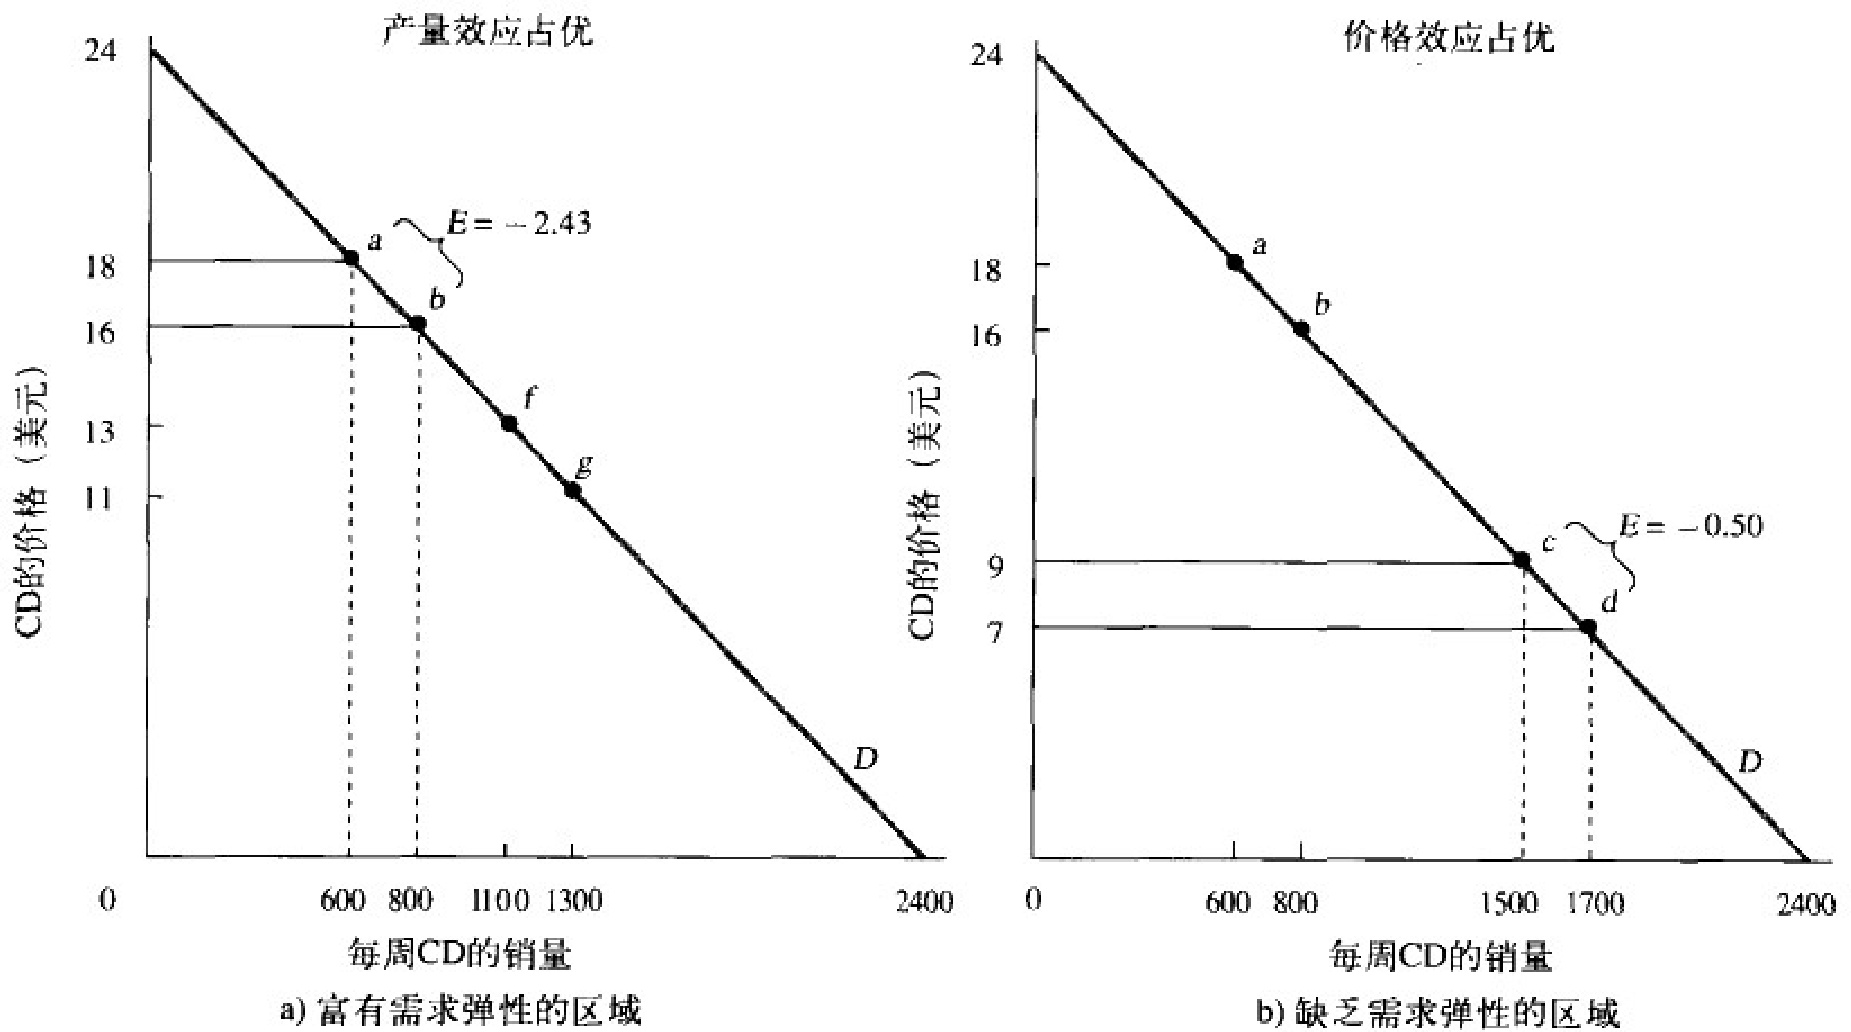 产量效应占优
24
18
16
13
11
CD的价格（美元）
a
E = −2.43
b
f
g
D
0
600
800
1100
1300
2400
每周CD的销量
a) 富有需求弹性的区域
价格效应占优
24
18
16
9
7
CD的价格（美元）
a
b
c
E = −0.50
d
D
0
600
800
1500
1700
2400
每周CD的销量
b) 缺乏需求弹性的区域